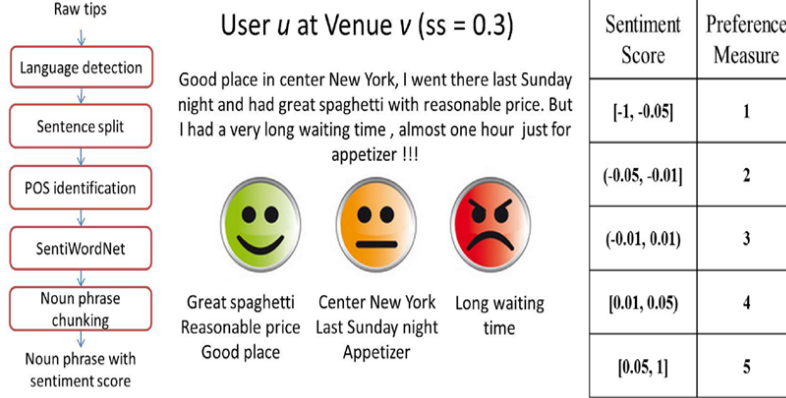 Raw tips
Language detection
Sentence split
POS identification
SentiWordNet
Noun phrase
chunking
Noun phrase with
sentiment score
User u at Venue v (ss = 0.3)
Good place in center New York, I went there last Sunday
night and had great spaghetti with reasonable price. But
I had a very long waiting time , almost one hour just for
appetizer !!!
Great spaghetti
Reasonable price
Good place
Center New York
Last Sunday night
Appetizer
Long waiting
time
Sentiment
Score
Preference
Measure
[-1, -0.05] 1
(-0.05, -0.01] 2
(-0.01, 0.01) 3
[0.01, 0.05) 4
[0.05, 1] 5